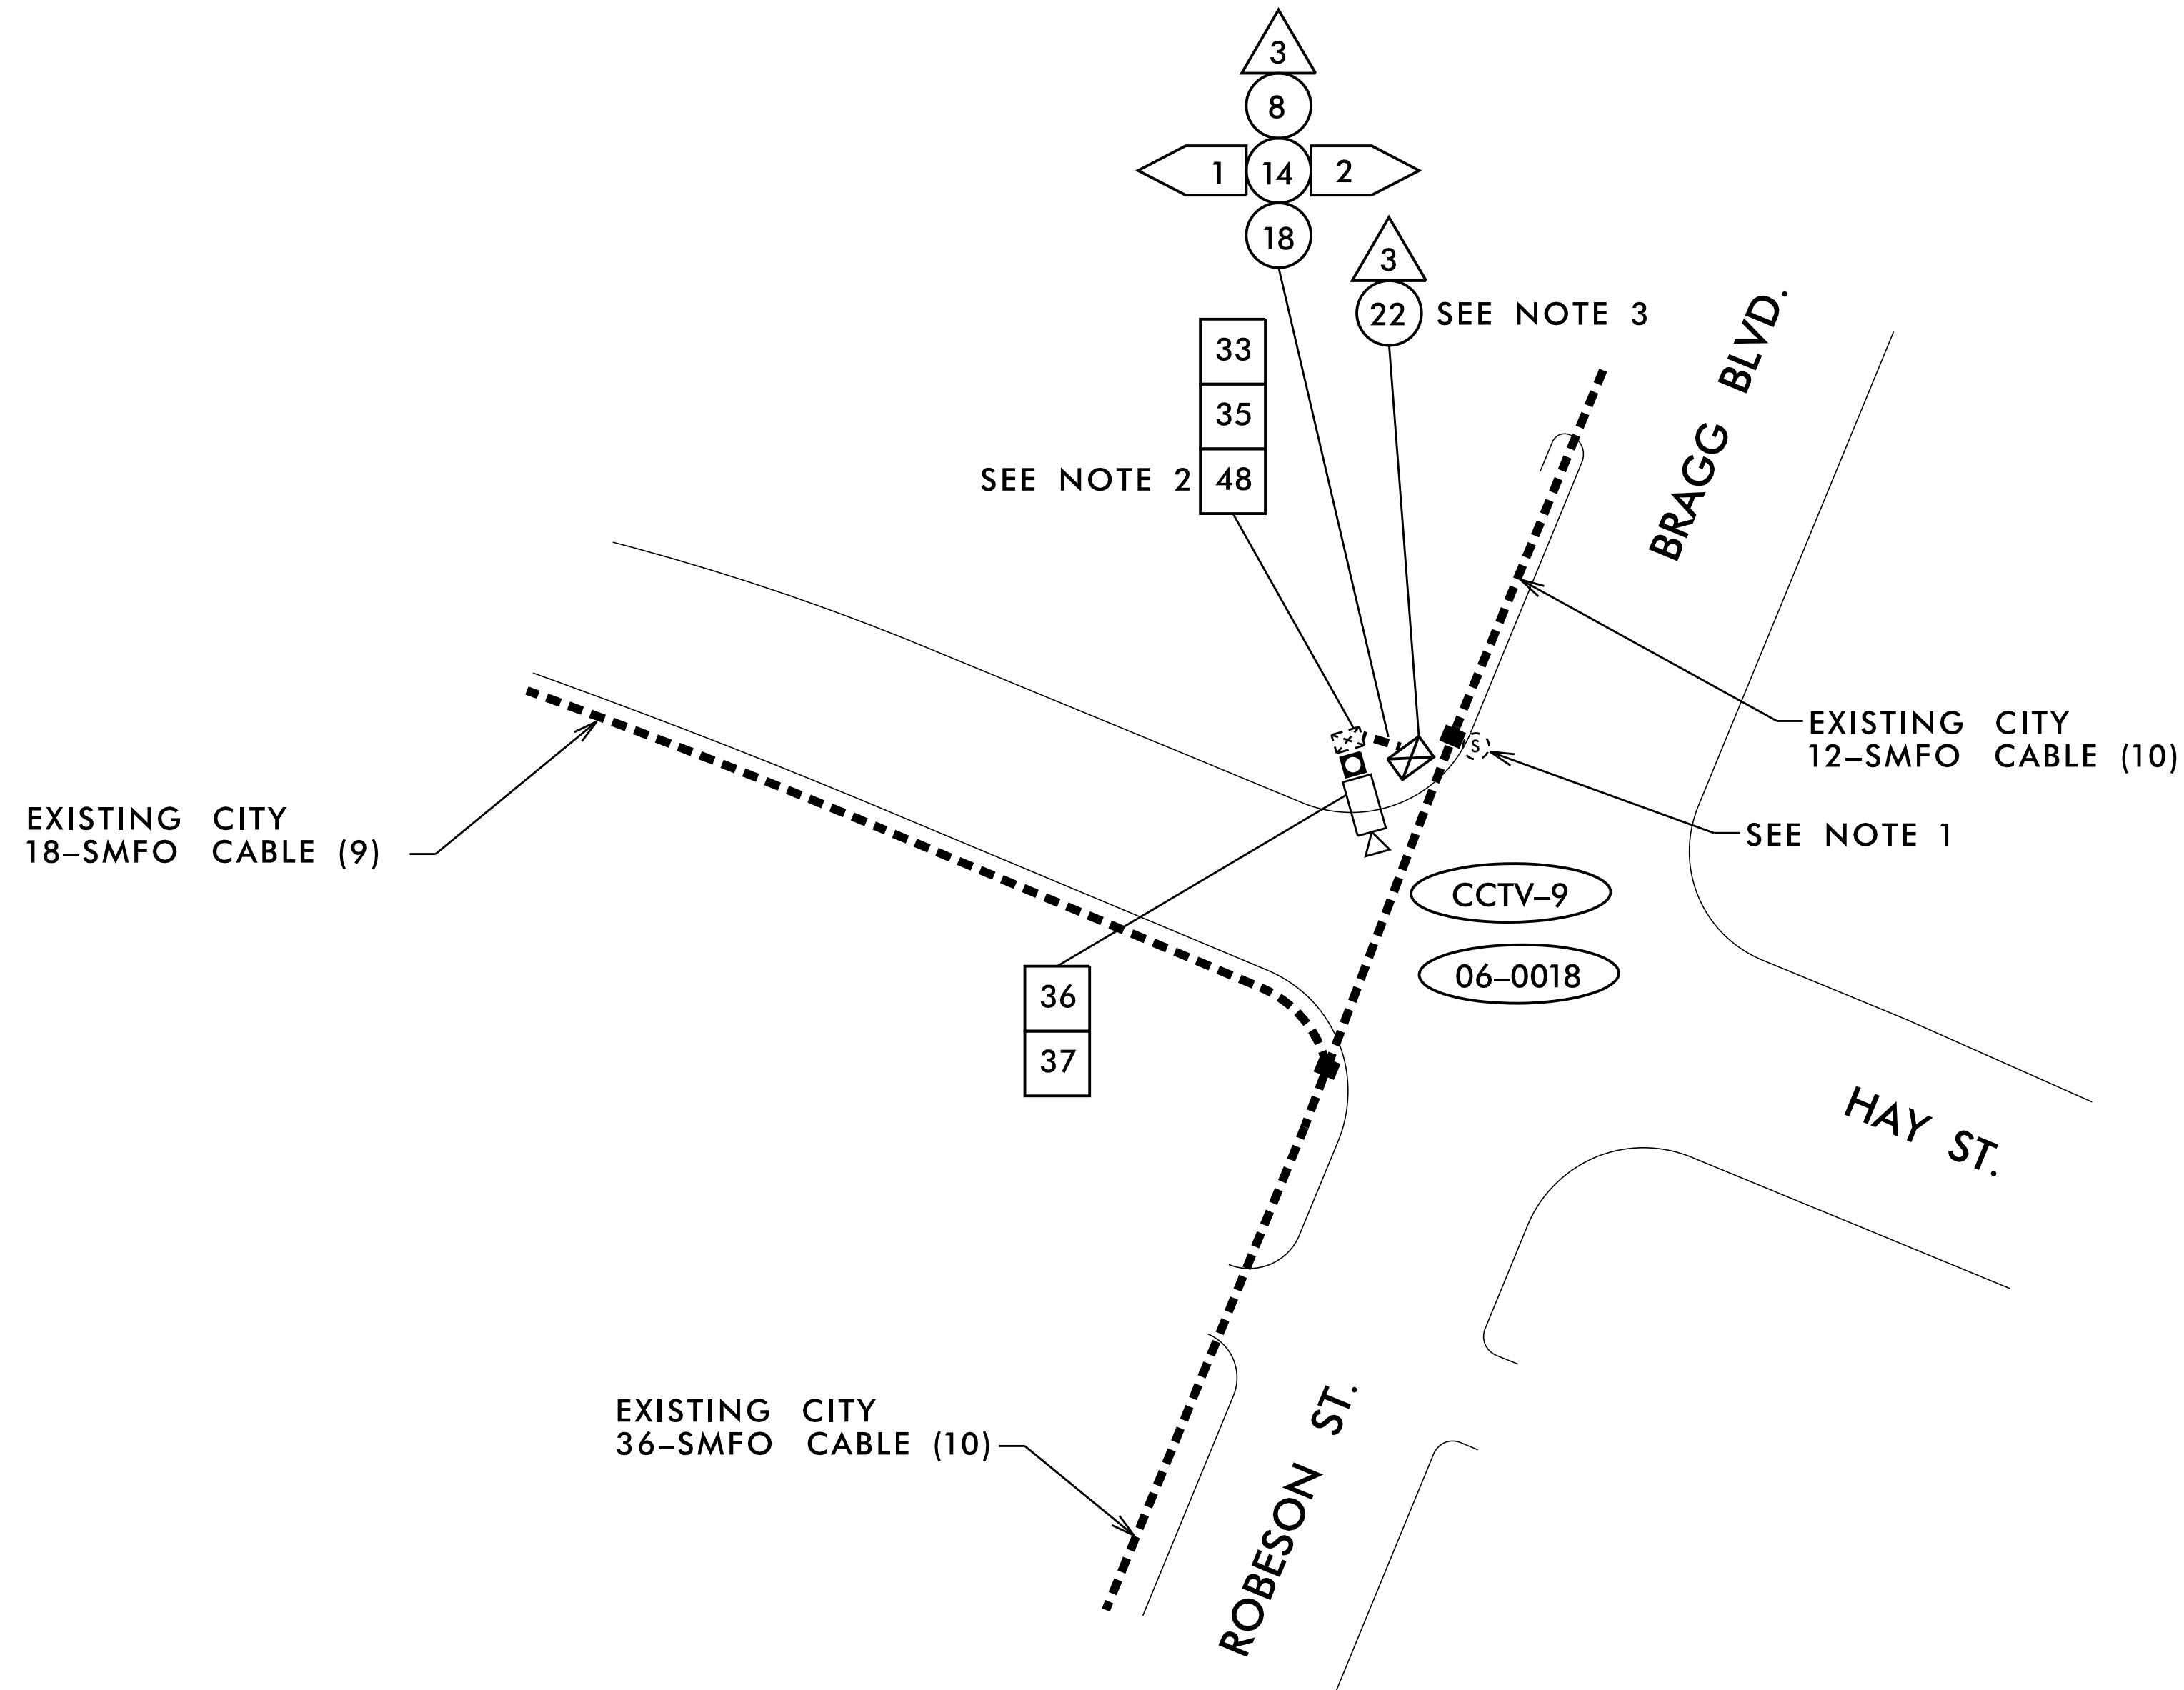 3
8
1 14 2
18
3
22 SEE NOTE 3
33
35
SEE NOTE 2 48
BRAGG BLVD.
EXISTING CITY
12-SMFO CABLE (10)
S
SEE NOTE 1
EXISTING CITY
18-SMFO CABLE (9)
CCTV-9
06-0018
36
37
HAY ST.
EXISTING CITY
36-SMFO CABLE (10)
ROBESON ST.